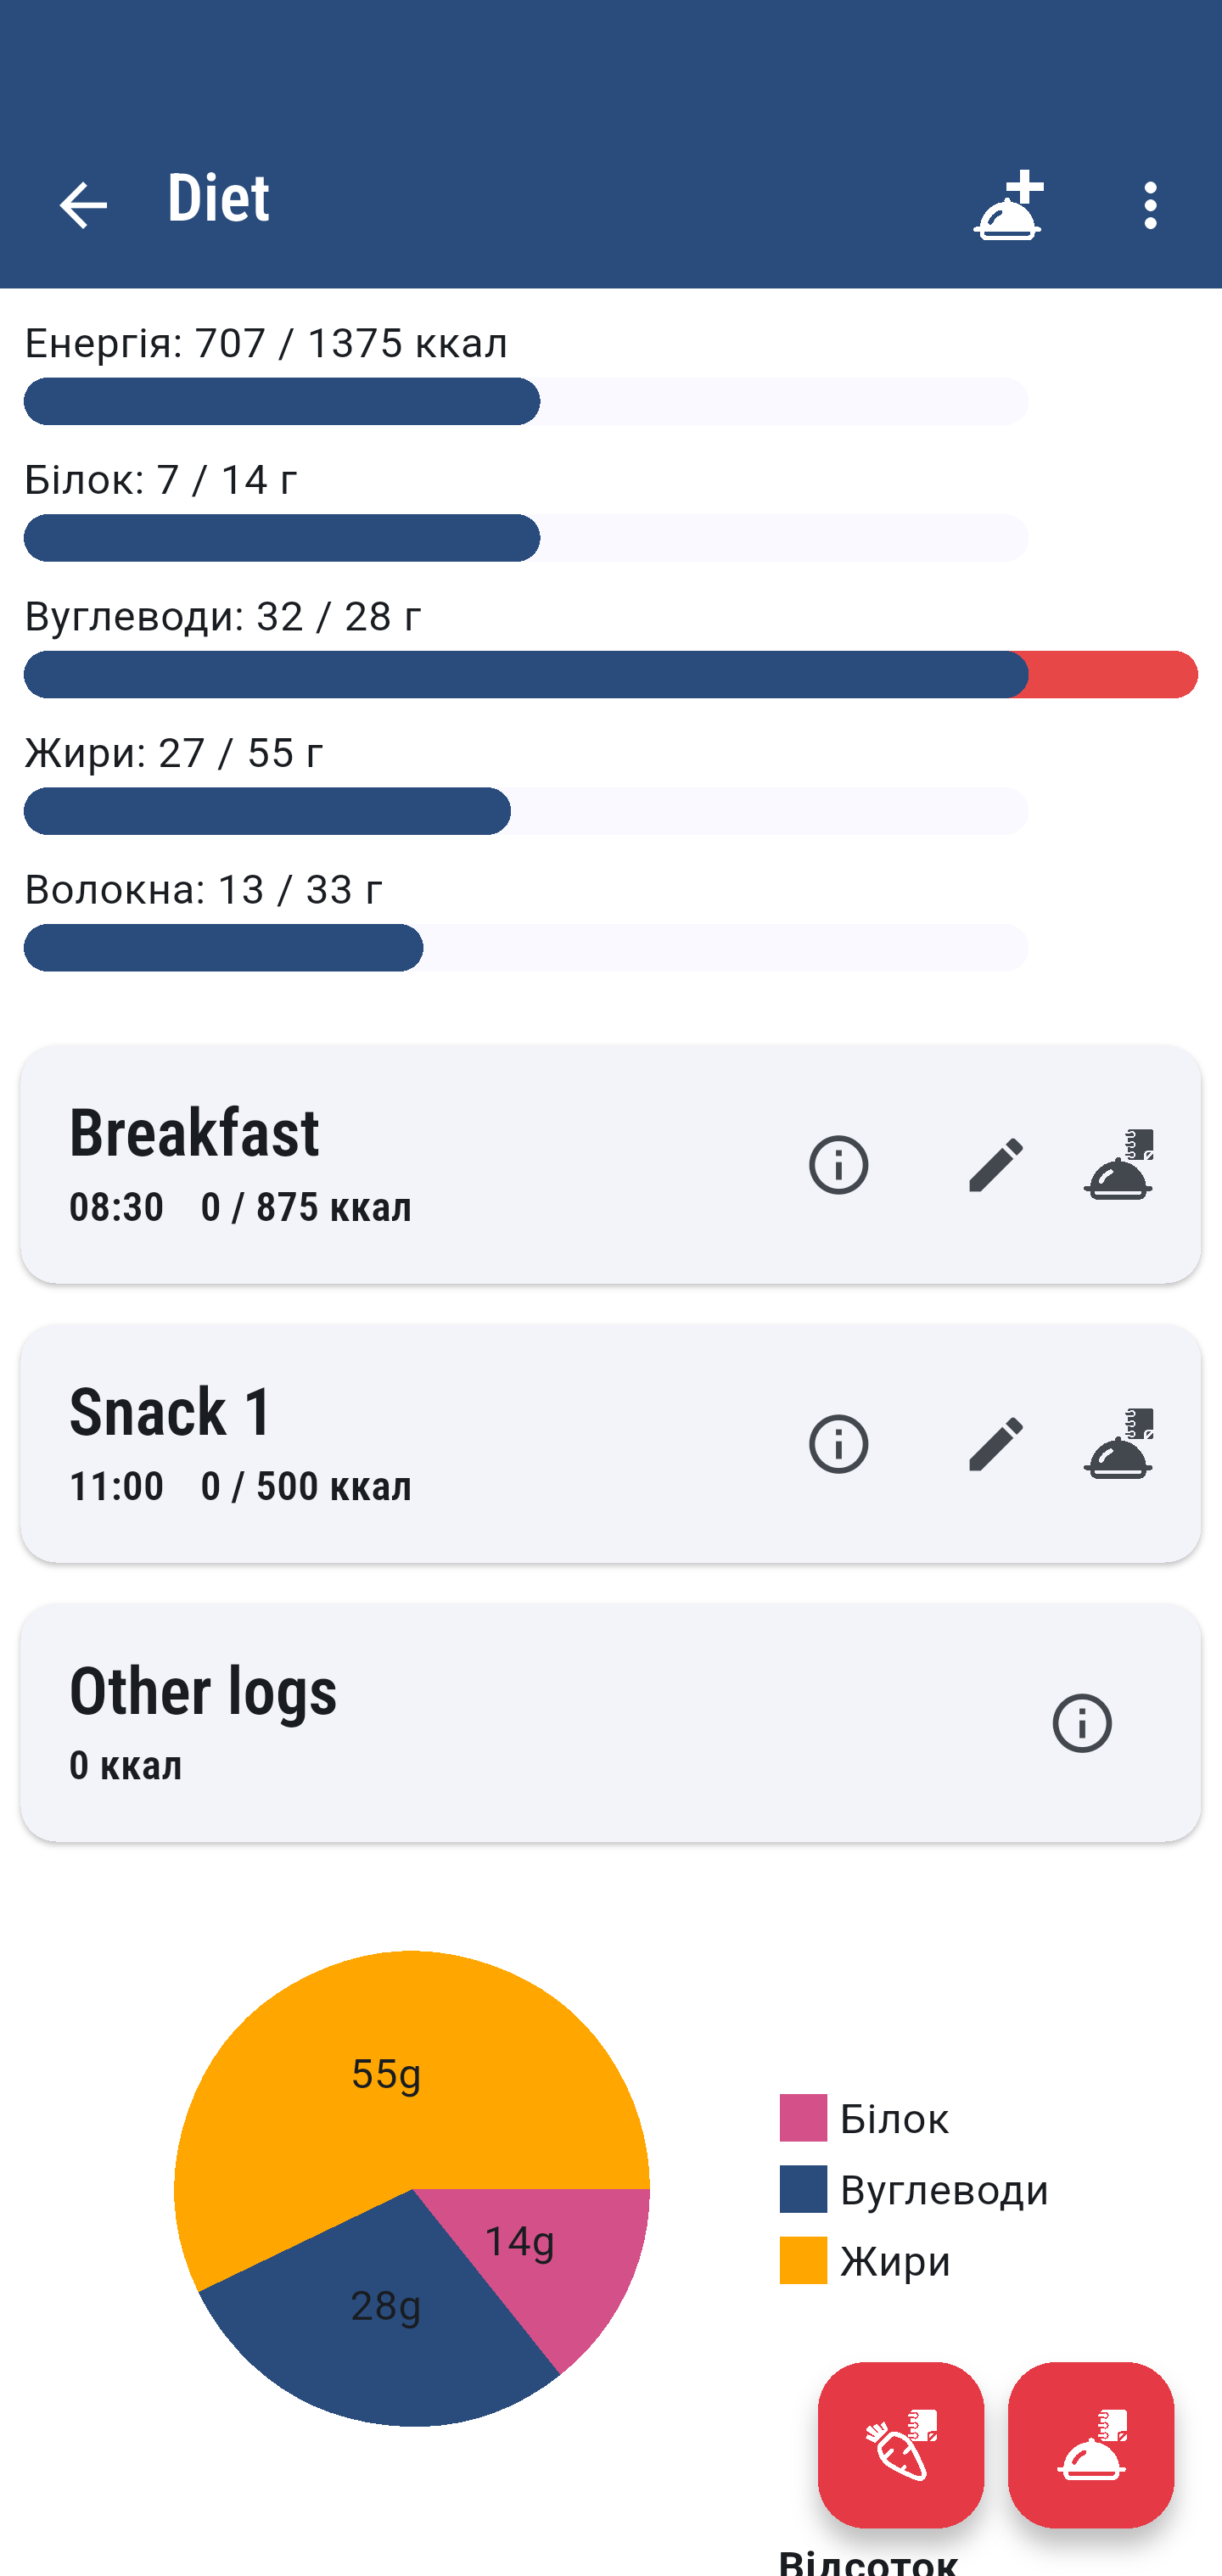 Diet
Енергія: 707 / 1375 ккал
Білок: 7 / 14 г
Вуглеводи: 32 / 28 г
Жири: 27 / 55 г
Волокна: 13 / 33 г
Breakfast
08:30 0 / 875 ккал
Snack 1
11:00 0 / 500 ккал
Other logs
0 ккал
55g
14g
28g
Білок
Вуглеводи
Жири
Відсоток